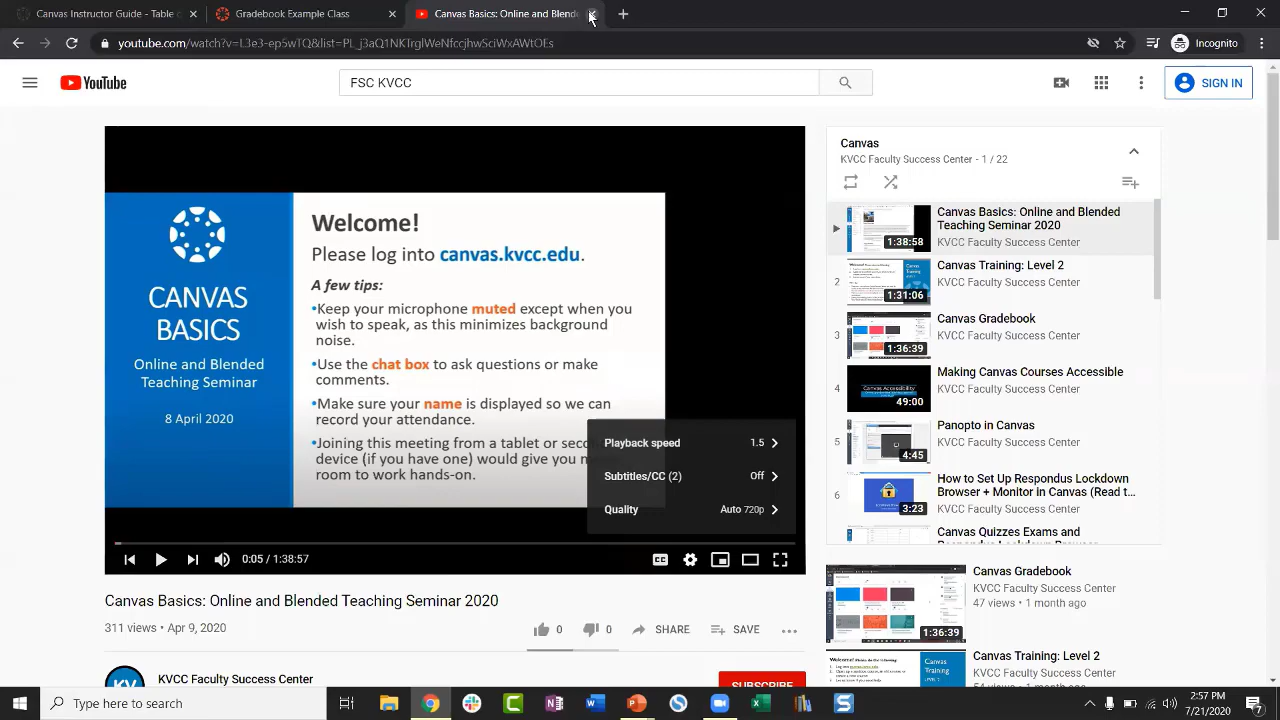 Canvas Instructor Guide - Table
Gradebook Example Class
Canvas Basics: Online and Blende
youtube.com/watch?v=L3e3-ep5wTQ&list=PL_j3aQ1NKTrglWeNfccjhwSciWxAWtOEs
Incognito
YouTube
FSC KVCC
SIGN IN
CANVAS
BASICS
Online and Blended
Teaching Seminar
8 April 2020
Welcome!
Please log into canvas.kvcc.edu.
A few tips:
•Keep your microphone muted except when you
wish to speak, as this minimizes background
noise.
•Use the chat box to ask questions or make
comments.
•Make sure your name is displayed so we can
record your attendance.
•Joining this meeting from a tablet or
(if you have one) would give you
room to work hands-on.
Playback speed 1.5
Subtitles/CC (2) Off
Quality Auto 720p
0:05 / 1:38:57
Online and Blended Teaching Seminar 2020
0
SHARE
SAVE
SUBSCRIBE
Canvas
KVCC Faculty Success Center - 1 / 22
1:38:58
Canvas Basics: Online and Blended
Teaching Seminar 2020
KVCC Faculty Success Center
2
1:31:06
Canvas Training: Level 2
KVCC Faculty Success Center
3
1:36:39
Canvas Gradebook
KVCC Faculty Success Center
4
Canvas Accessibility
49:00
Making Canvas Courses Accessible
KVCC Faculty Success Center
5
4:45
Panopto in Canvas
KVCC Faculty Success Center
6
3:23
How to Set Up Respondus Lockdown
Browser + Monitor in Canvas (Read t...
KVCC Faculty Success Center
Canvas Quizzes Exams and
1:36:39
Canvas Gradebook
KVCC Faculty Success Center
47 views • 1 month ago
Welcome!
Canvas
Training:
Canvas Training: Level 2
KVCC Faculty Success Center
54 views • 1 month ago
Type here to search
2:57 PM
7/21/2020